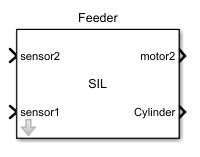 Feeder
sensor2 motor2
SIL
sensor1 Cylinder